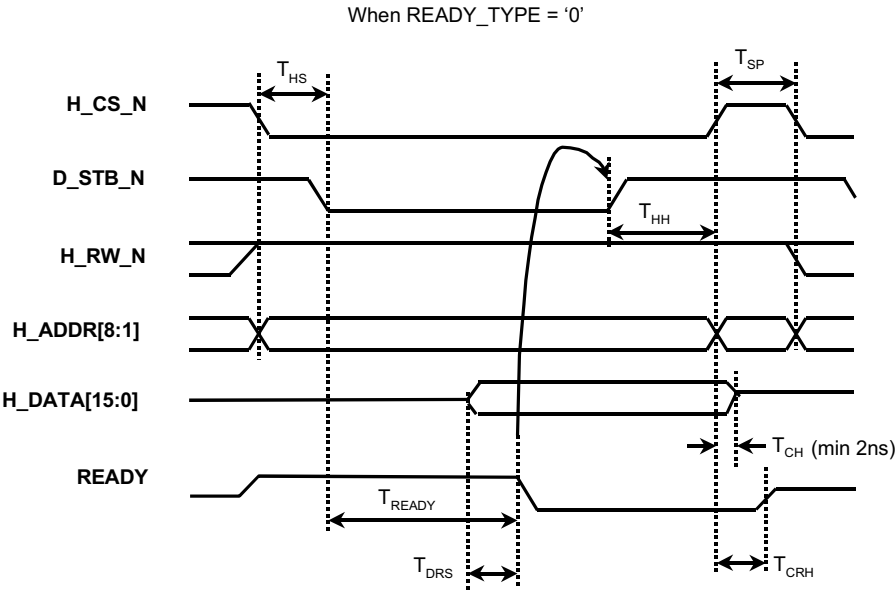 When READY_TYPE = ‘0’
T_SP
T_HS
H_CS_N
D_STB_N
T_HH
H_RW_N
H_ADDR[8:1]
H_DATA[15:0]
T_CH (min 2ns)
READY
T_READY
T_DRS
T_CRH